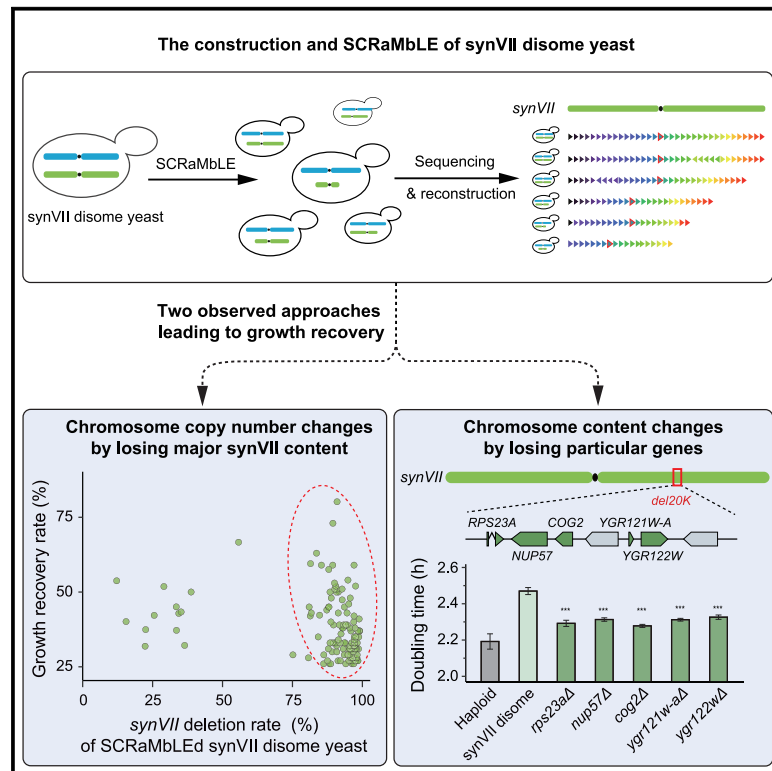 The construction and SCRaMbLE of synVII disome yeast
synVII
SCRaMbLE
Sequencing
& reconstruction
synVII disome yeast
Two observed approaches
leading to growth recovery
Chromosome copy number changes
by losing major synVII content
Growth recovery rate (%)
75
50
25
0 25 50 75 100
synVII deletion rate (%)
of SCRaMbLEd synVII disome yeast
Chromosome content changes
by losing particular genes
synVII
del20K
RPS23A COG2 YGR121W-A
NUP57 YGR122W
Doubling time (h)
2.6
2.4
2.2
2.0
*** *** *** *** ***
Haploid
synVII disome
rps23aΔ
nup57Δ
cog2Δ
ygr121w-aΔ
ygr122wΔ